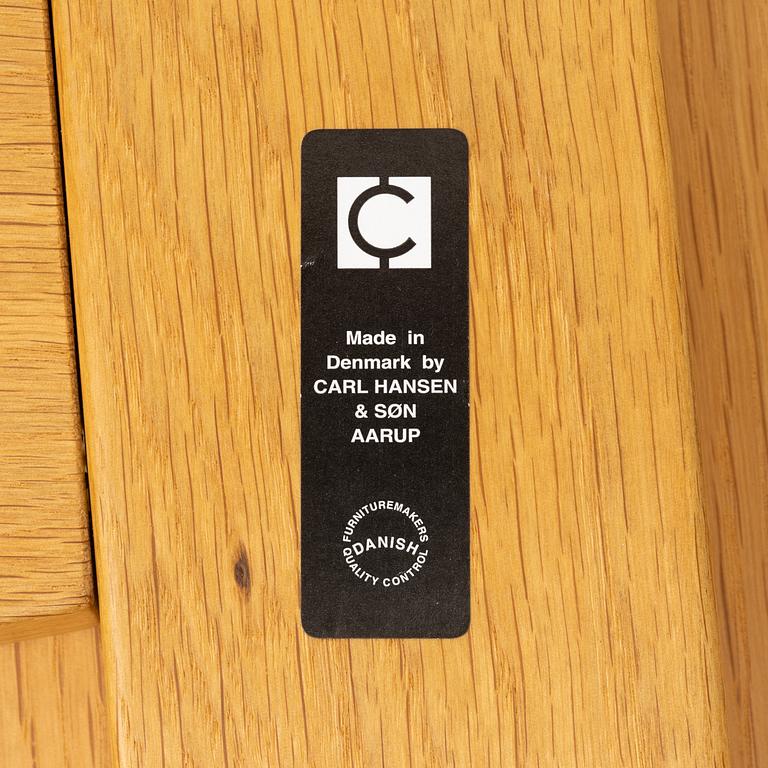 C
Made in
Denmark by
CARL HANSEN
& SØN
AARUP
FURNITUREMAKERS
DANISH
QUALITY CONTROL